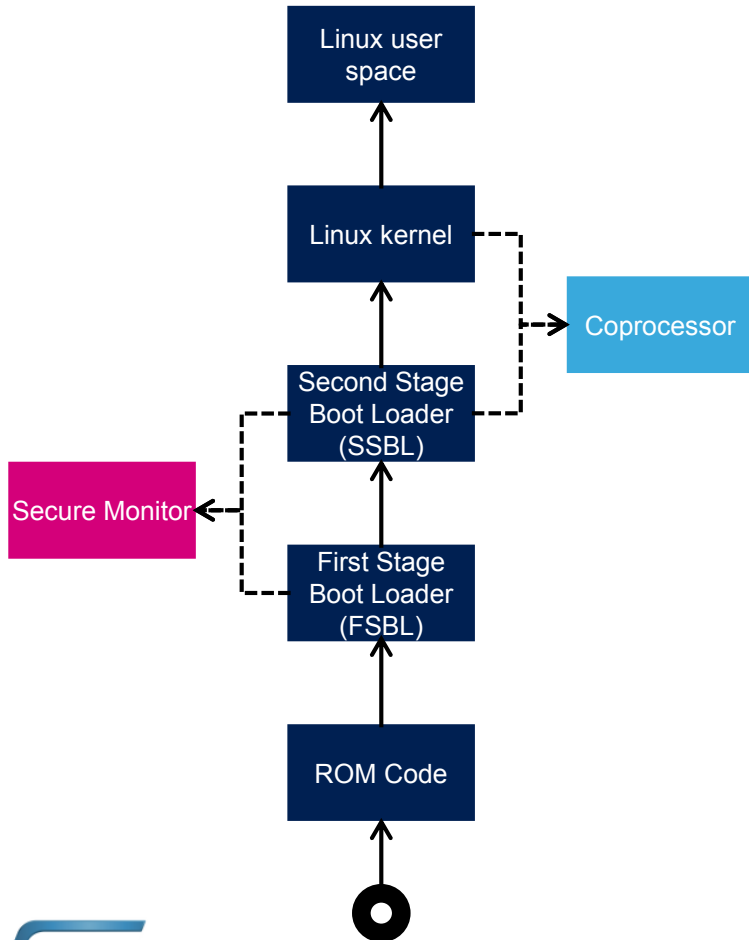 Linux user
space
Linux kernel
Coprocessor
Second Stage
Boot Loader
(SSBL)
Secure Monitor
First Stage
Boot Loader
(FSBL)
ROM Code